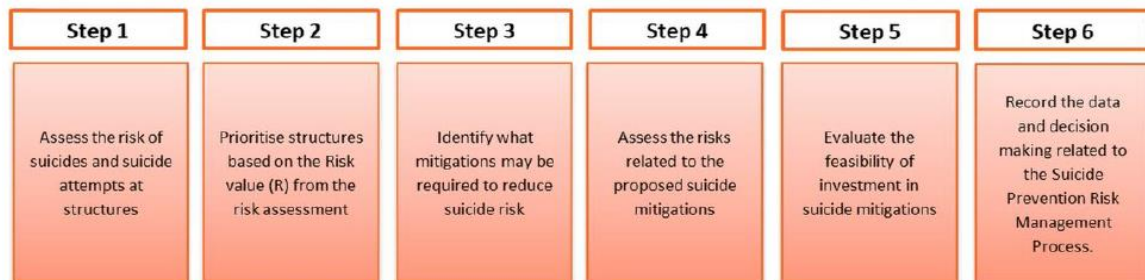 Step 1
Assess the risk of
suicides and suicide
attempts at
structures
Step 2
Prioritise structures
based on the Risk
value (R) from the
risk assessment
Step 3
Identify what
mitigations may be
required to reduce
suicide risk
Step 4
Assess the risks
related to the
proposed suicide
mitigations
Step 5
Evaluate the
feasibility of
investment in
suicide mitigations
Step 6
Record the data
and decision
making related to
the Suicide
Prevention Risk
Management
Process.